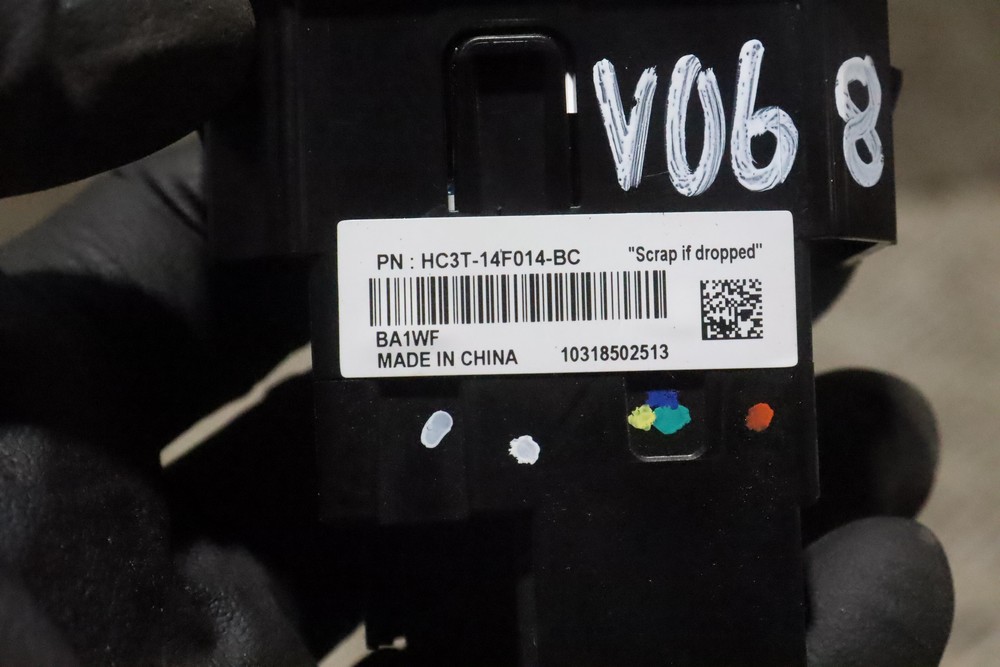 V06 8
PN : HC3T-14F014-BC "Scrap if dropped"
BA1WF
MADE IN CHINA 10318502513